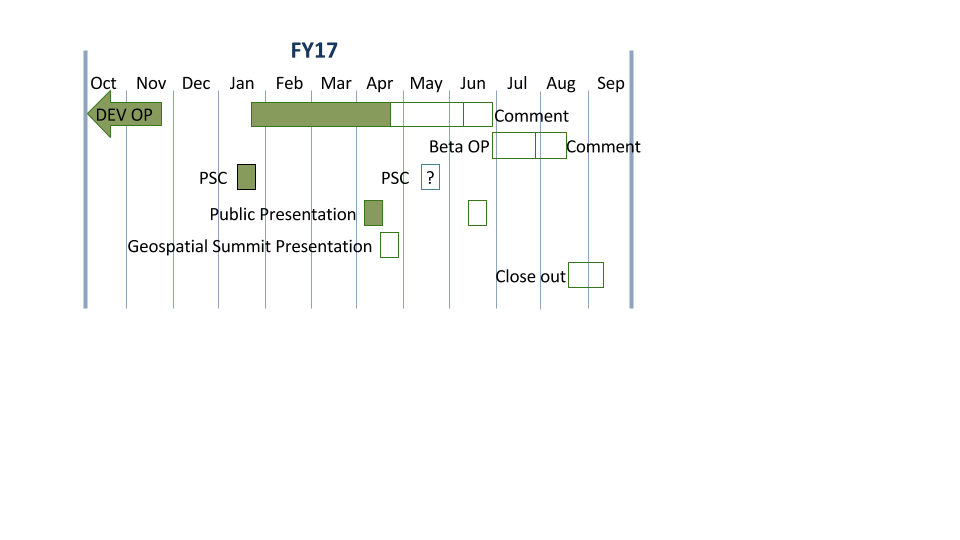 FY17
Oct Nov Dec Jan Feb Mar Apr May Jun Jul Aug Sep
DEV OP Comment
Beta OP Comment
PSC PSC ?
Public Presentation
Geospatial Summit Presentation
Close out